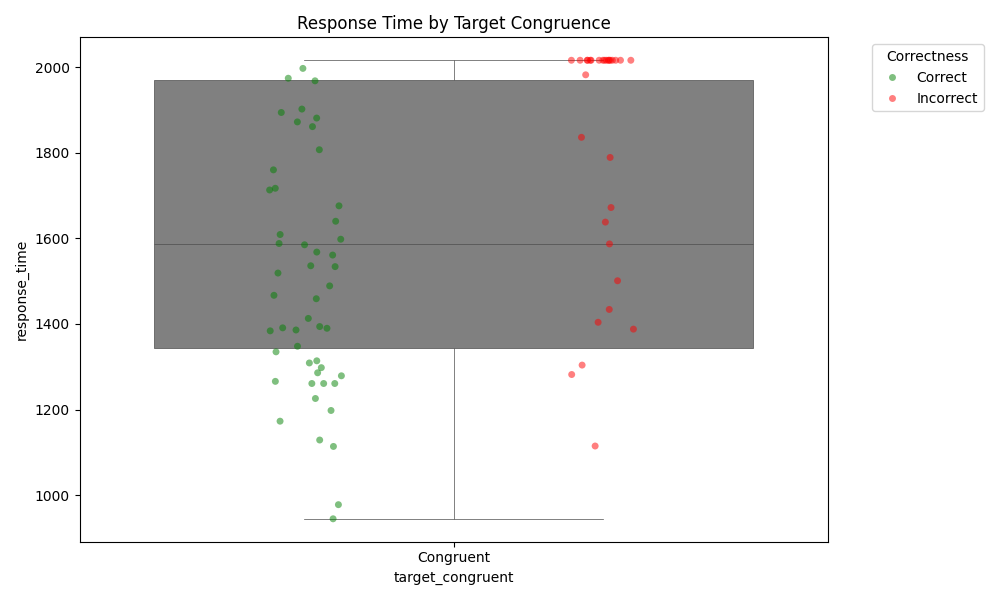 Response Time by Target Congruence
Correctness
Correct
Incorrect
2000
1800
1600
1400
1200
1000
response_time
Congruent
target_congruent